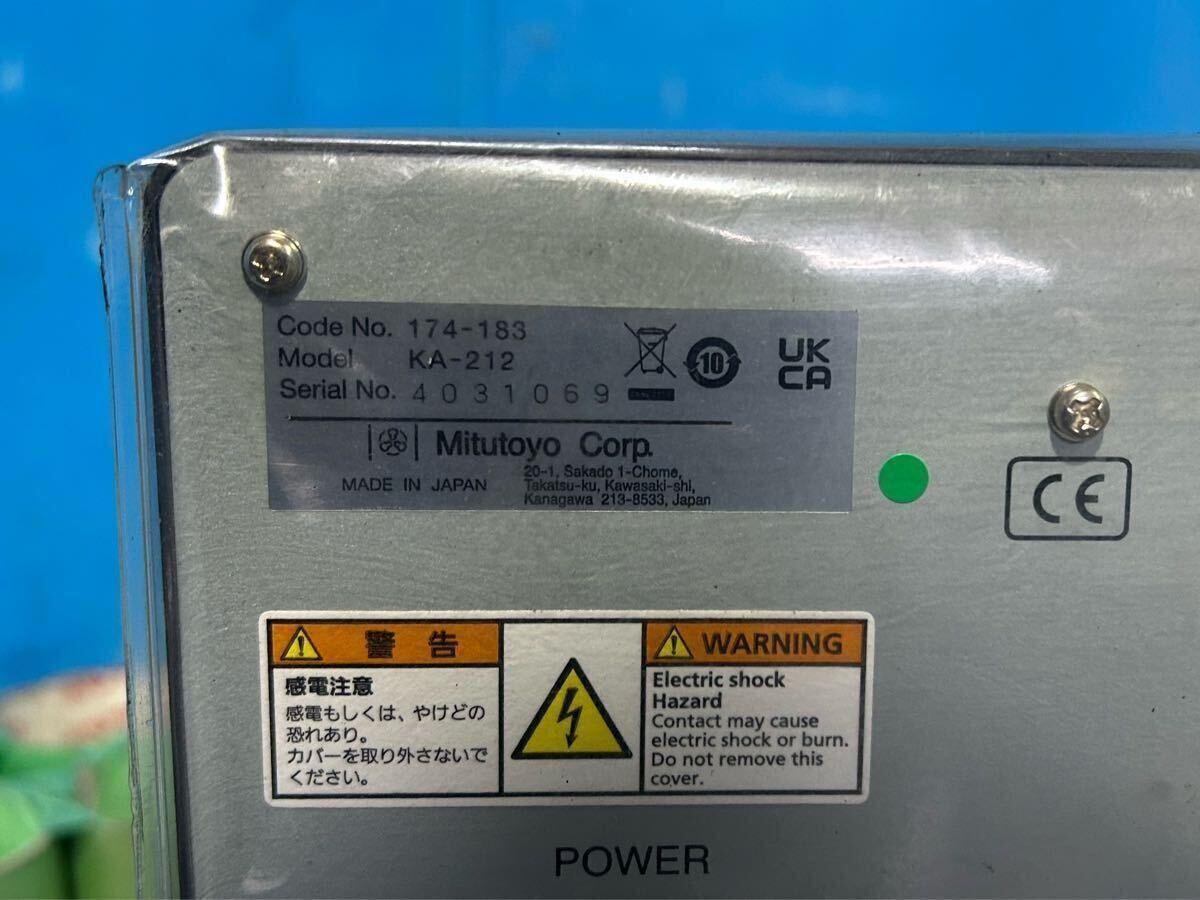 Code No. 174-183
Model KA-212
Serial No. 4031069
10
UK
CA
Mitutoyo Corp.
MADE IN JAPAN
20-1, Sakado 1-Chome,
Takatsu-ku, Kawasaki-shi,
Kanagawa 213-8533, Japan
CE
警告
感電注意
感電もしくは、やけどの
恐れあり。
カバーを取り外さないで
ください。
WARNING
Electric shock
Hazard
Contact may cause
electric shock or burn.
Do not remove this
cover.
POWER